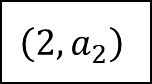 (2, a₂)